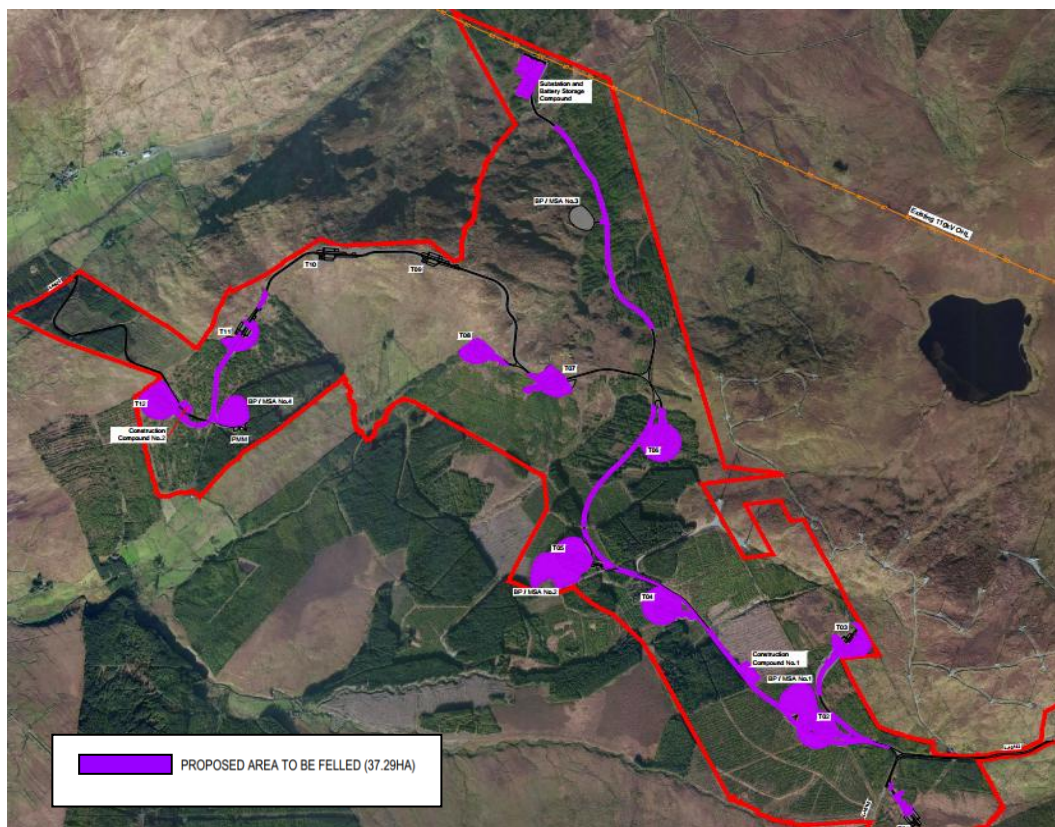 Substation and
Battery Storage
Compound
BP / MSA No.3
Existing 110kV OHL
T10
T09
T11
T08
T07
T12
BP / MSA No.4
Construction
Compound No.2
PMM
T06
T05
BP / MSA No.2
T04
T03
Construction
Compound No.1
BP / MSA No.1
T02
PROPOSED AREA TO BE FELLED (37.29HA)